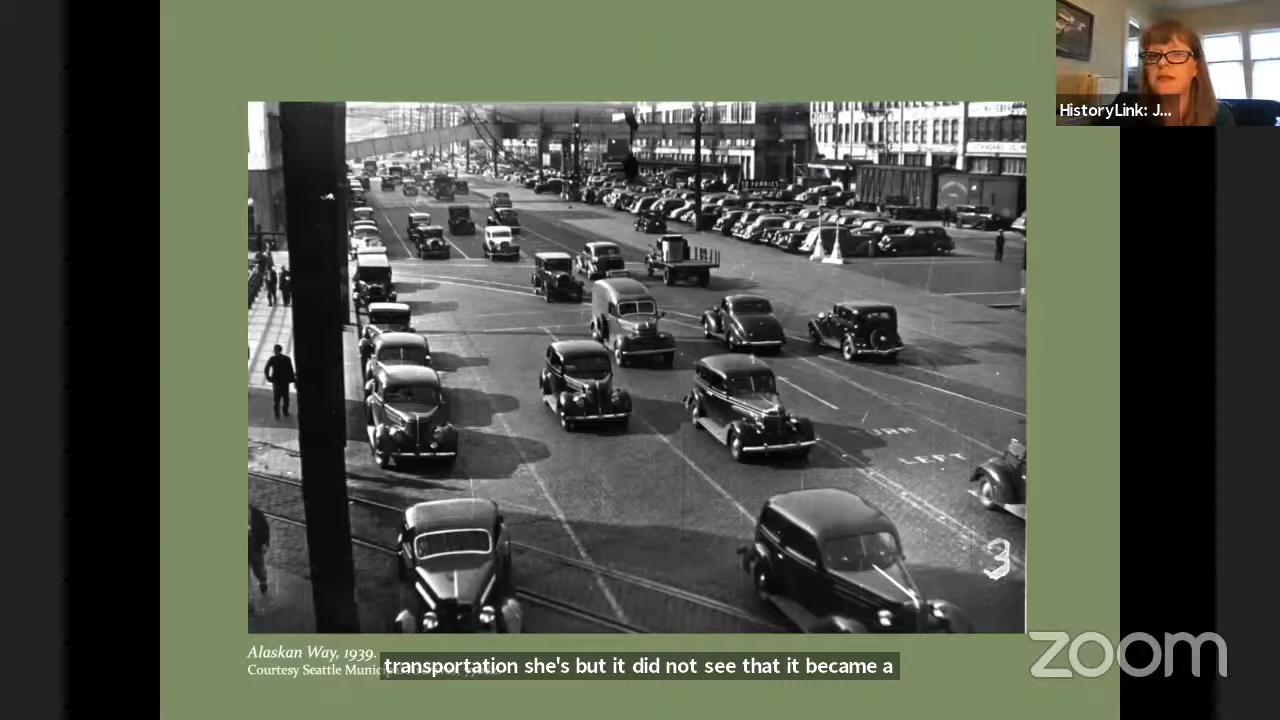 HistoryLink: J...
LEFT
3
Alaskan Way, 1939.
Courtesy Seattle
transportation she's but it did not see that it became a
zoom